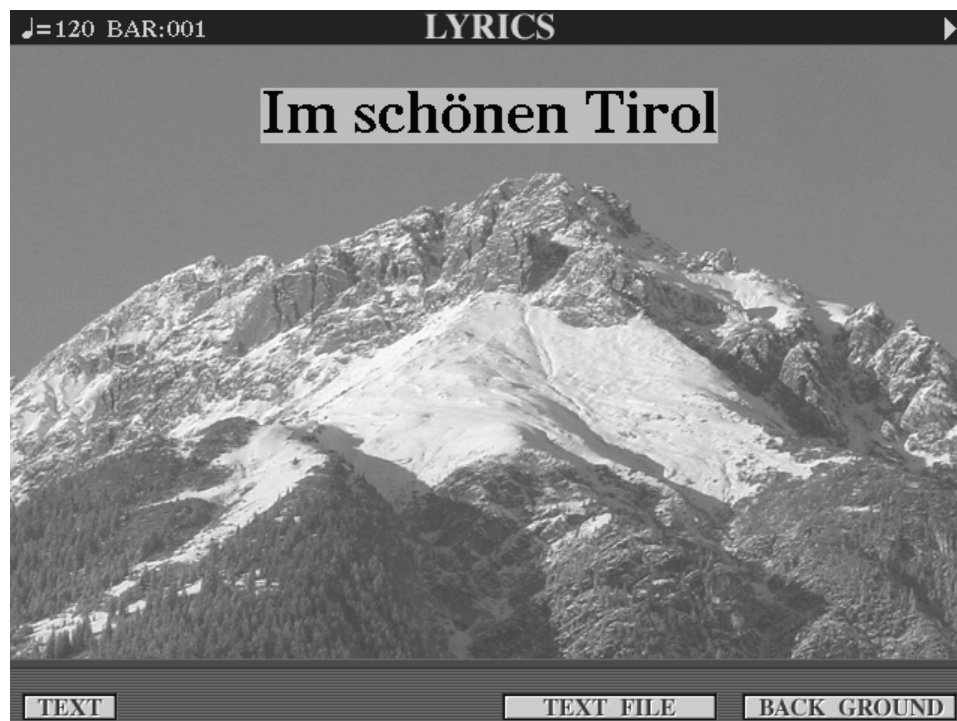 ♩=120 BAR:001 LYRICS
Im schönen Tirol
TEXT TEXT FILE BACK GROUND